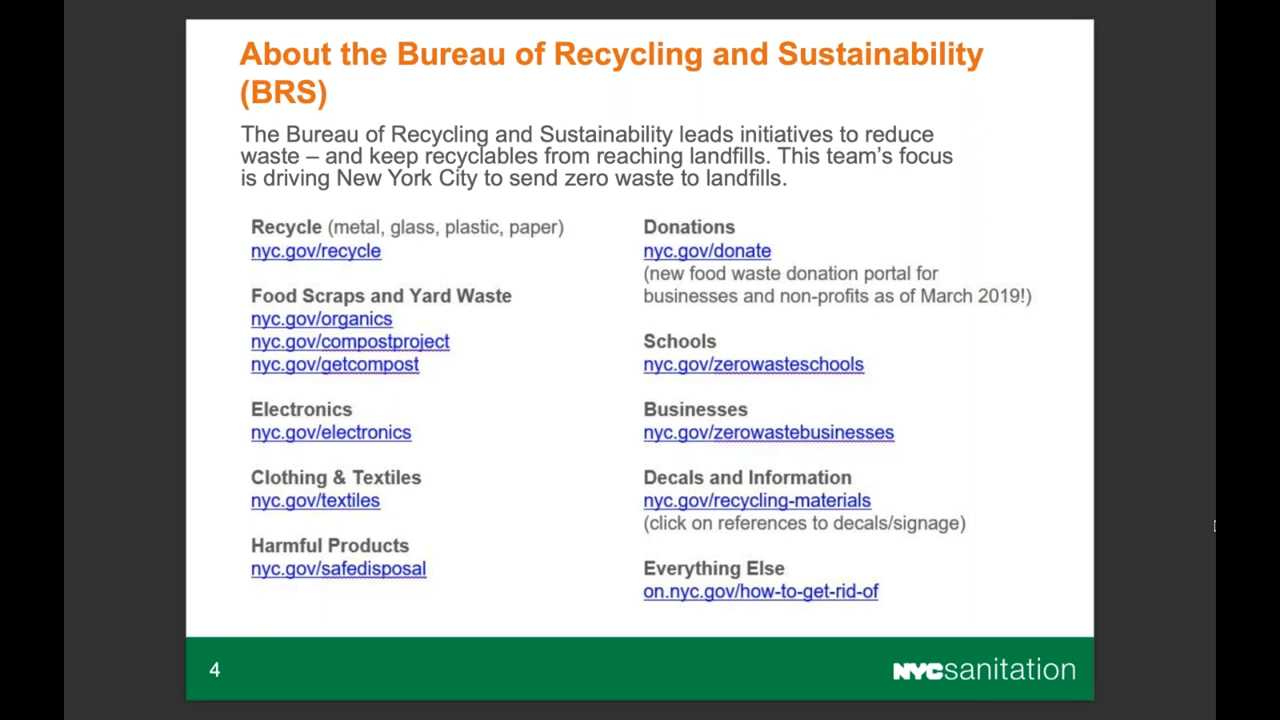 About the Bureau of Recycling and Sustainability
(BRS)
The Bureau of Recycling and Sustainability leads initiatives to reduce
waste – and keep recyclables from reaching landfills. This team's focus
is driving New York City to send zero waste to landfills.
Recycle (metal, glass, plastic, paper)
nyc.gov/recycle
Food Scraps and Yard Waste
nyc.gov/organics
nyc.gov/compostproject
nyc.gov/getcompost
Electronics
nyc.gov/electronics
Clothing & Textiles
nyc.gov/textiles
Harmful Products
nyc.gov/safedisposal
Donations
nyc.gov/donate
(new food waste donation portal for
businesses and non-profits as of March 2019!)
Schools
nyc.gov/zerowasteschools
Businesses
nyc.gov/zerowastebusinesses
Decals and Information
nyc.gov/recycling-materials
(click on references to decals/signage)
Everything Else
on.nyc.gov/how-to-get-rid-of
4
NYCsanitation